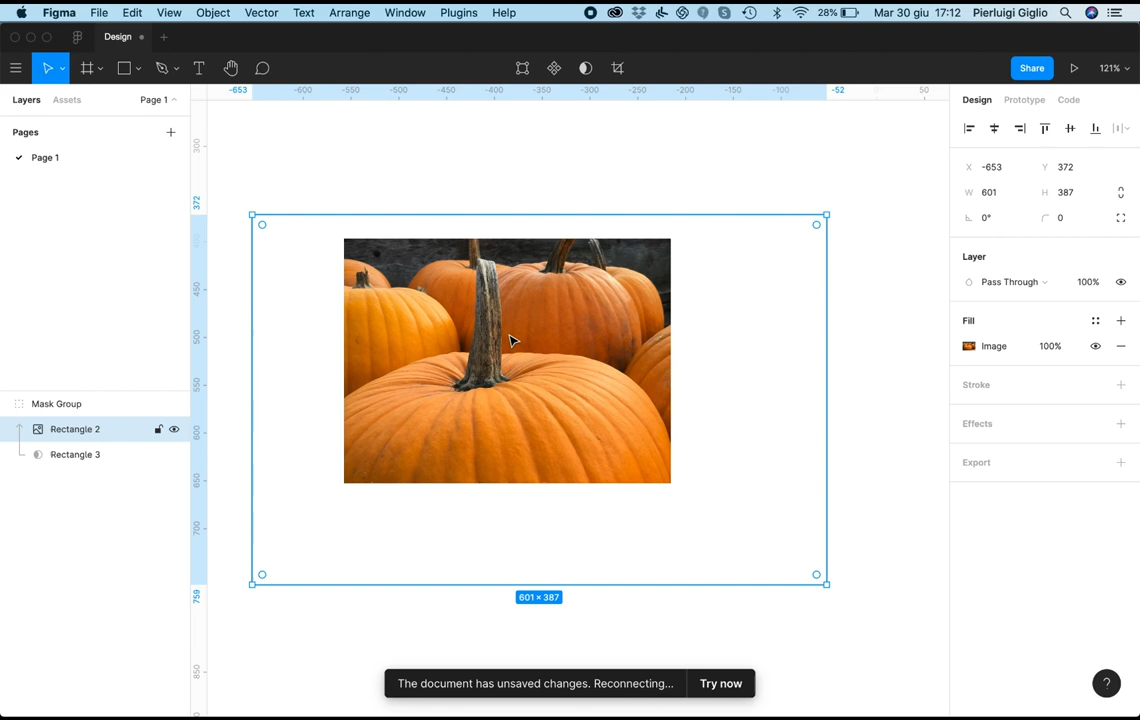 Figma File Edit View Object Vector Text Arrange Window Plugins Help 28% Mar 30 giu 17:12 Pierluigi Giglio
Design
Share 121%
Layers Assets Page 1
-653 -600 -550 -500 -450 -400 -350 -300 -250 -200 -150 -100 -52 50
Design Prototype Code
Pages
Page 1
300
372
450
500
550
600
650
700
759
850
X -653 Y 372
W 601 H 387
0° 0
Layer
Pass Through 100%
Fill
Image 100%
Stroke
Effects
Export
Mask Group
Rectangle 2
Rectangle 3
601 × 387
The document has unsaved changes. Reconnecting... Try now
?